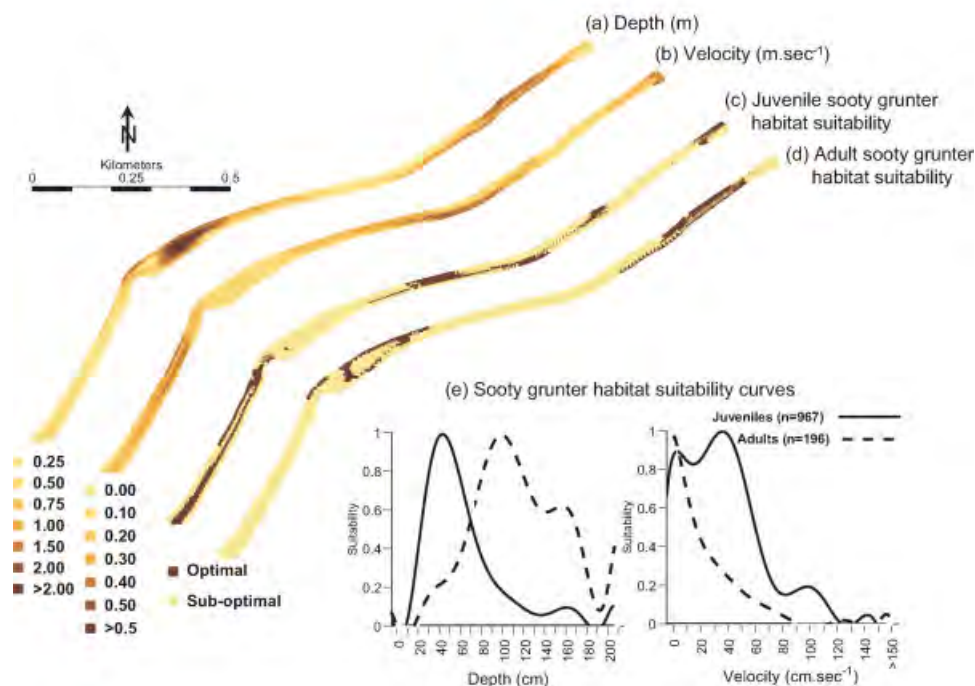 (a) Depth (m)
(b) Velocity (m.sec⁻¹)
(c) Juvenile sooty grunter
habitat suitability
(d) Adult sooty grunter
habitat suitability
N
Kilometers
0 0.25 0.5
(e) Sooty grunter habitat suitability curves
Juveniles (n=967)
Adults (n=196)
0.25
0.50
0.75
1.00
1.50
2.00
>2.00
0.00
0.10
0.20
0.30
0.40
0.50
>0.5
Optimal
Sub-optimal
1
0.8
0.6
0.4
0.2
0
Suitability
0 20 40 60 80 100 120 140 160 180 200
Depth (cm)
1
0.8
0.6
0.4
0.2
0
Suitability
0 20 40 60 80 100 120 140 >150
Velocity (cm.sec⁻¹)